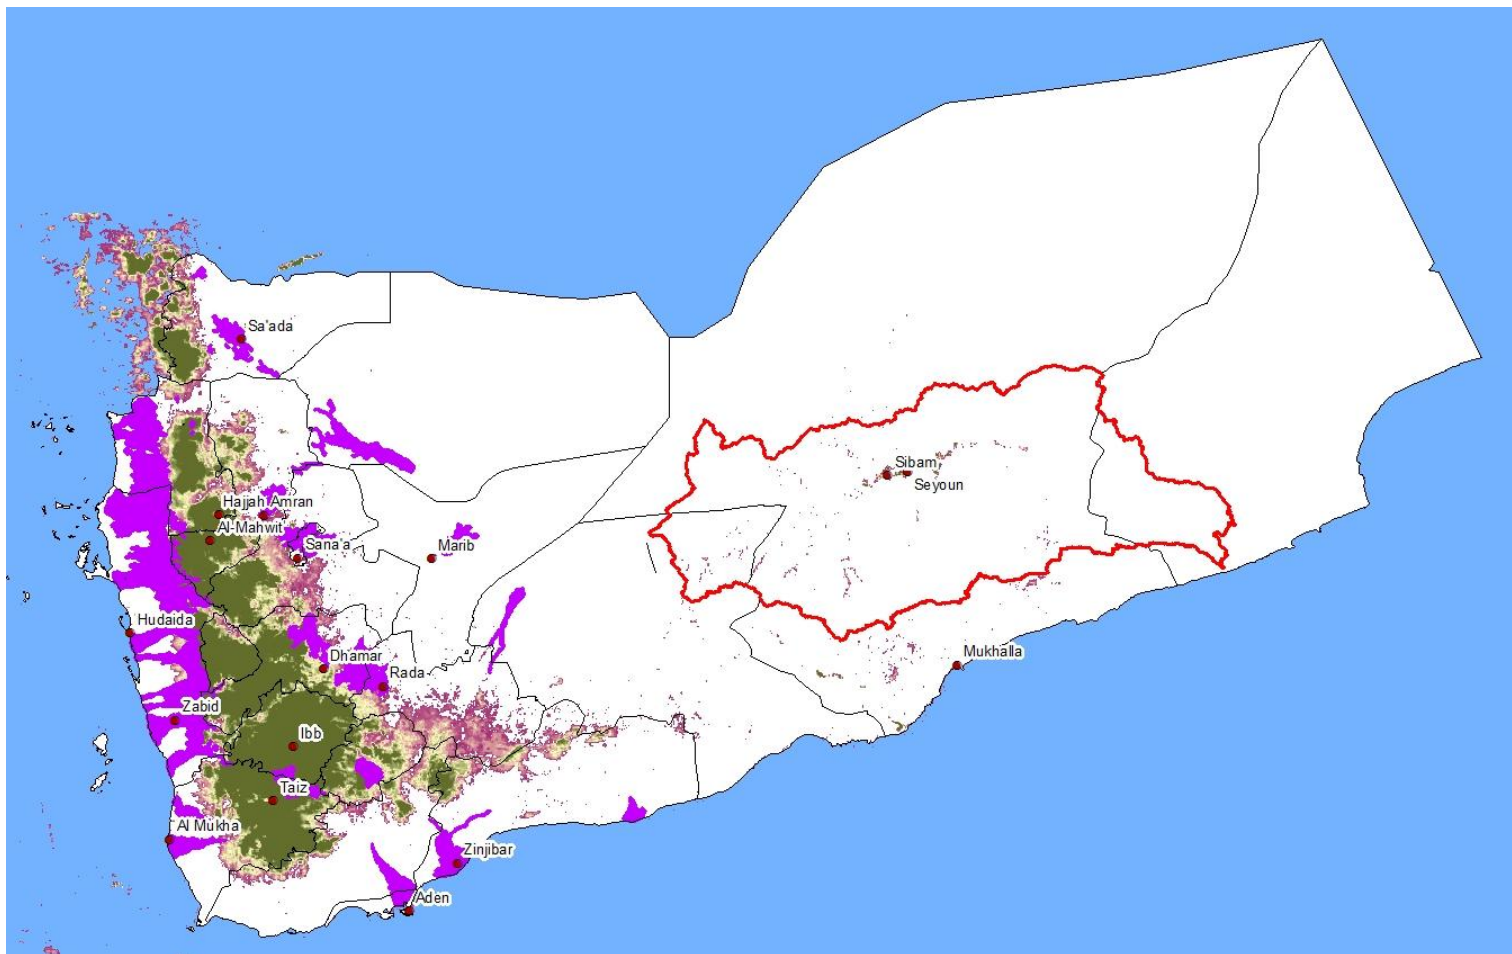 Sa'ada
Sibam
Seyoun
Hajjah Amran
Al-Mahwit
Sana'a
Marib
Hudaida
Mukhalla
Dhamar
Rada
Zabid
Ibb
Taiz
Al Mukha
Zinjibar
Aden